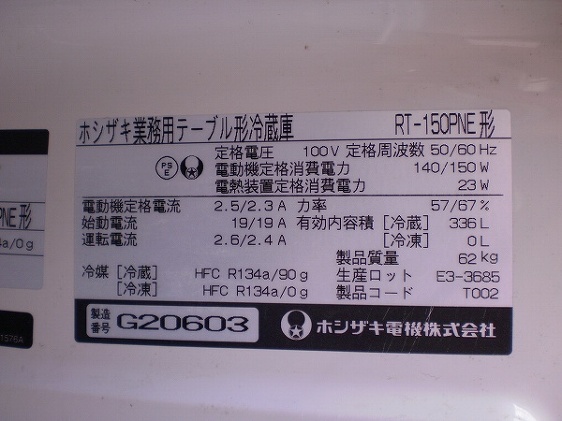 ホシザキ業務用テーブル形冷蔵庫 RT-150PNE形
PS E
定格電圧 100V 定格周波数 50/60 Hz
電動機定格消費電力 140/150 W
電熱装置定格消費電力 23 W
電動機定格電流 2.5/2.3 A 力率 57/67 %
始動電流 19/19 A 有効内容積 [冷蔵] 336 L
運転電流 2.6/2.4 A [冷凍] 0 L
製品質量 62 kg
冷媒 [冷蔵] HFC R134a/90g 生産ロット E3-3685
[冷凍] HFC R134a/0g 製品コード T002
製造番号 G20603 ホシザキ電機株式会社
PNE形
4a/0g
1576A